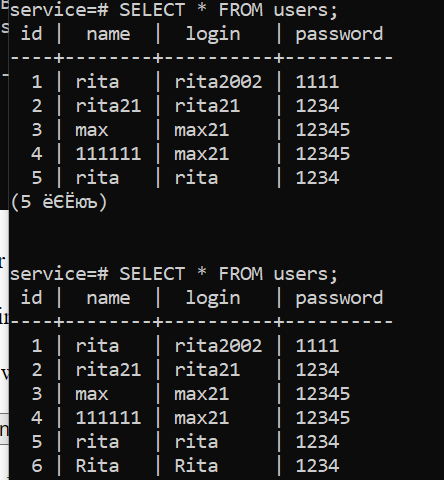 service=# SELECT * FROM users;
 id |  name  |  login   | password
----+--------+----------+----------
  1 | rita   | rita2002 | 1111
  2 | rita21 | rita21   | 1234
  3 | max    | max21    | 12345
  4 | 111111 | max21    | 12345
  5 | rita   | rita     | 1234
(5 ёЄЁюъ)
service=# SELECT * FROM users;
 id |  name  |  login   | password
----+--------+----------+----------
  1 | rita   | rita2002 | 1111
  2 | rita21 | rita21   | 1234
  3 | max    | max21    | 12345
  4 | 111111 | max21    | 12345
  5 | rita   | rita     | 1234
  6 | Rita   | Rita     | 1234